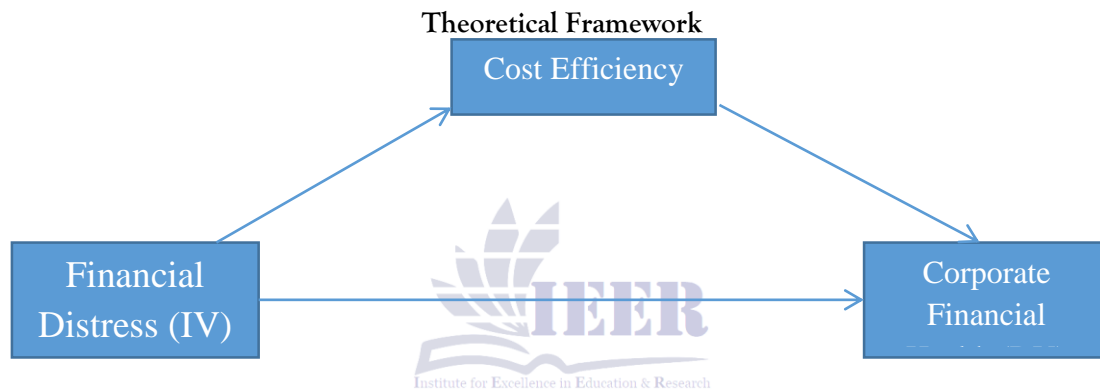 Theoretical Framework
Cost Efficiency
Financial
Distress (IV)
Corporate
Financial
IEER
Institute for Excellence in Education & Research